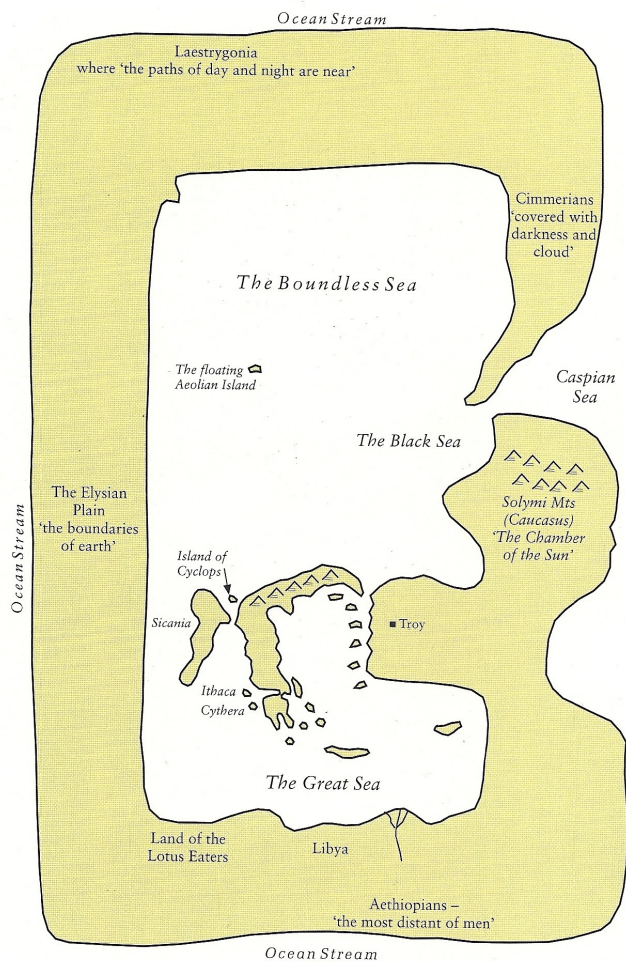 Ocean Stream
Laestrygonia
where ‘the paths of day and night are near’
Cimmerians
‘covered with
darkness and
cloud’
The Boundless Sea
The floating
Aeolian Island
Caspian
Sea
The Black Sea
The Elysian
Plain
‘the boundaries
of earth’
Solymi Mts
(Caucasus)
‘The Chamber
of the Sun’
Ocean Stream
Island of
Cyclops
Sicania
Troy
Ithaca
Cythera
The Great Sea
Land of the
Lotus Eaters
Libya
Aethiopians –
‘the most distant of men’
Ocean Stream